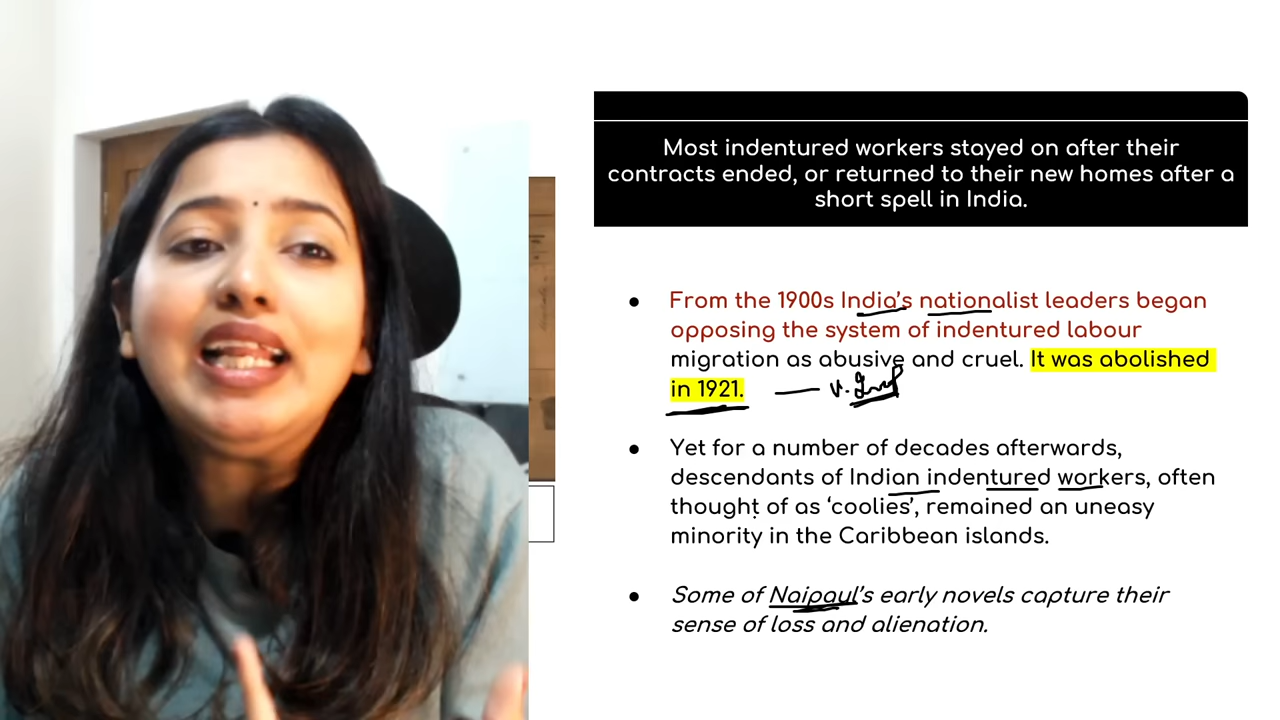 Most indentured workers stayed on after their
contracts ended, or returned to their new homes after a
short spell in India.
From the 1900s India's nationalist leaders began
opposing the system of indentured labour
migration as abusive and cruel. It was abolished
in 1921.
Yet for a number of decades afterwards,
descendants of Indian indentured workers, often
thought of as ‘coolies’, remained an uneasy
minority in the Caribbean islands.
Some of Naipaul's early novels capture their
sense of loss and alienation.